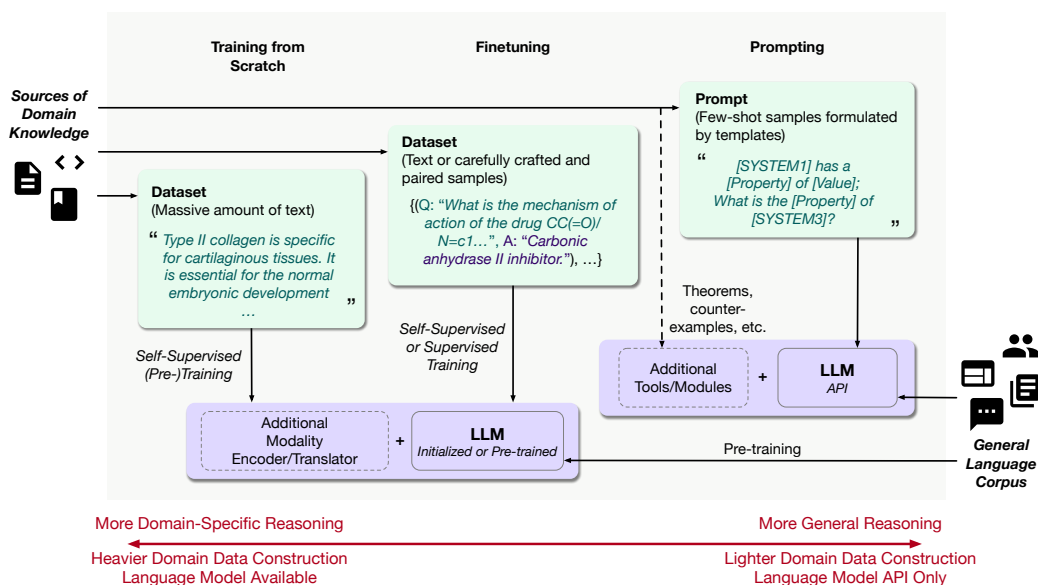 Training from
Scratch
Finetuning
Prompting
Sources of
Domain
Knowledge
Prompt
(Few-shot samples formulated
by templates)
“
[SYSTEM1] has a
[Property] of [Value];
What is the [Property] of
[SYSTEM3]?
”
Dataset
(Text or carefully crafted and
paired samples)
{(Q: “What is the mechanism of
action of the drug CC(=O)/
N=c1…”, A: “Carbonic
anhydrase II inhibitor.”), …}
Dataset
(Massive amount of text)
“ Type II collagen is specific
for cartilaginous tissues. It
is essential for the normal
embryonic development ”
…
Theorems,
counter-
examples, etc.
Self-Supervised
(Pre-)Training
Self-Supervised
or Supervised
Training
Additional
Tools/Modules
+
LLM
API
Additional
Modality
Encoder/Translator
+
LLM
Initialized or Pre-trained
Pre-training
General
Language
Corpus
More Domain-Specific Reasoning
More General Reasoning
Heavier Domain Data Construction
Language Model Available
Lighter Domain Data Construction
Language Model API Only